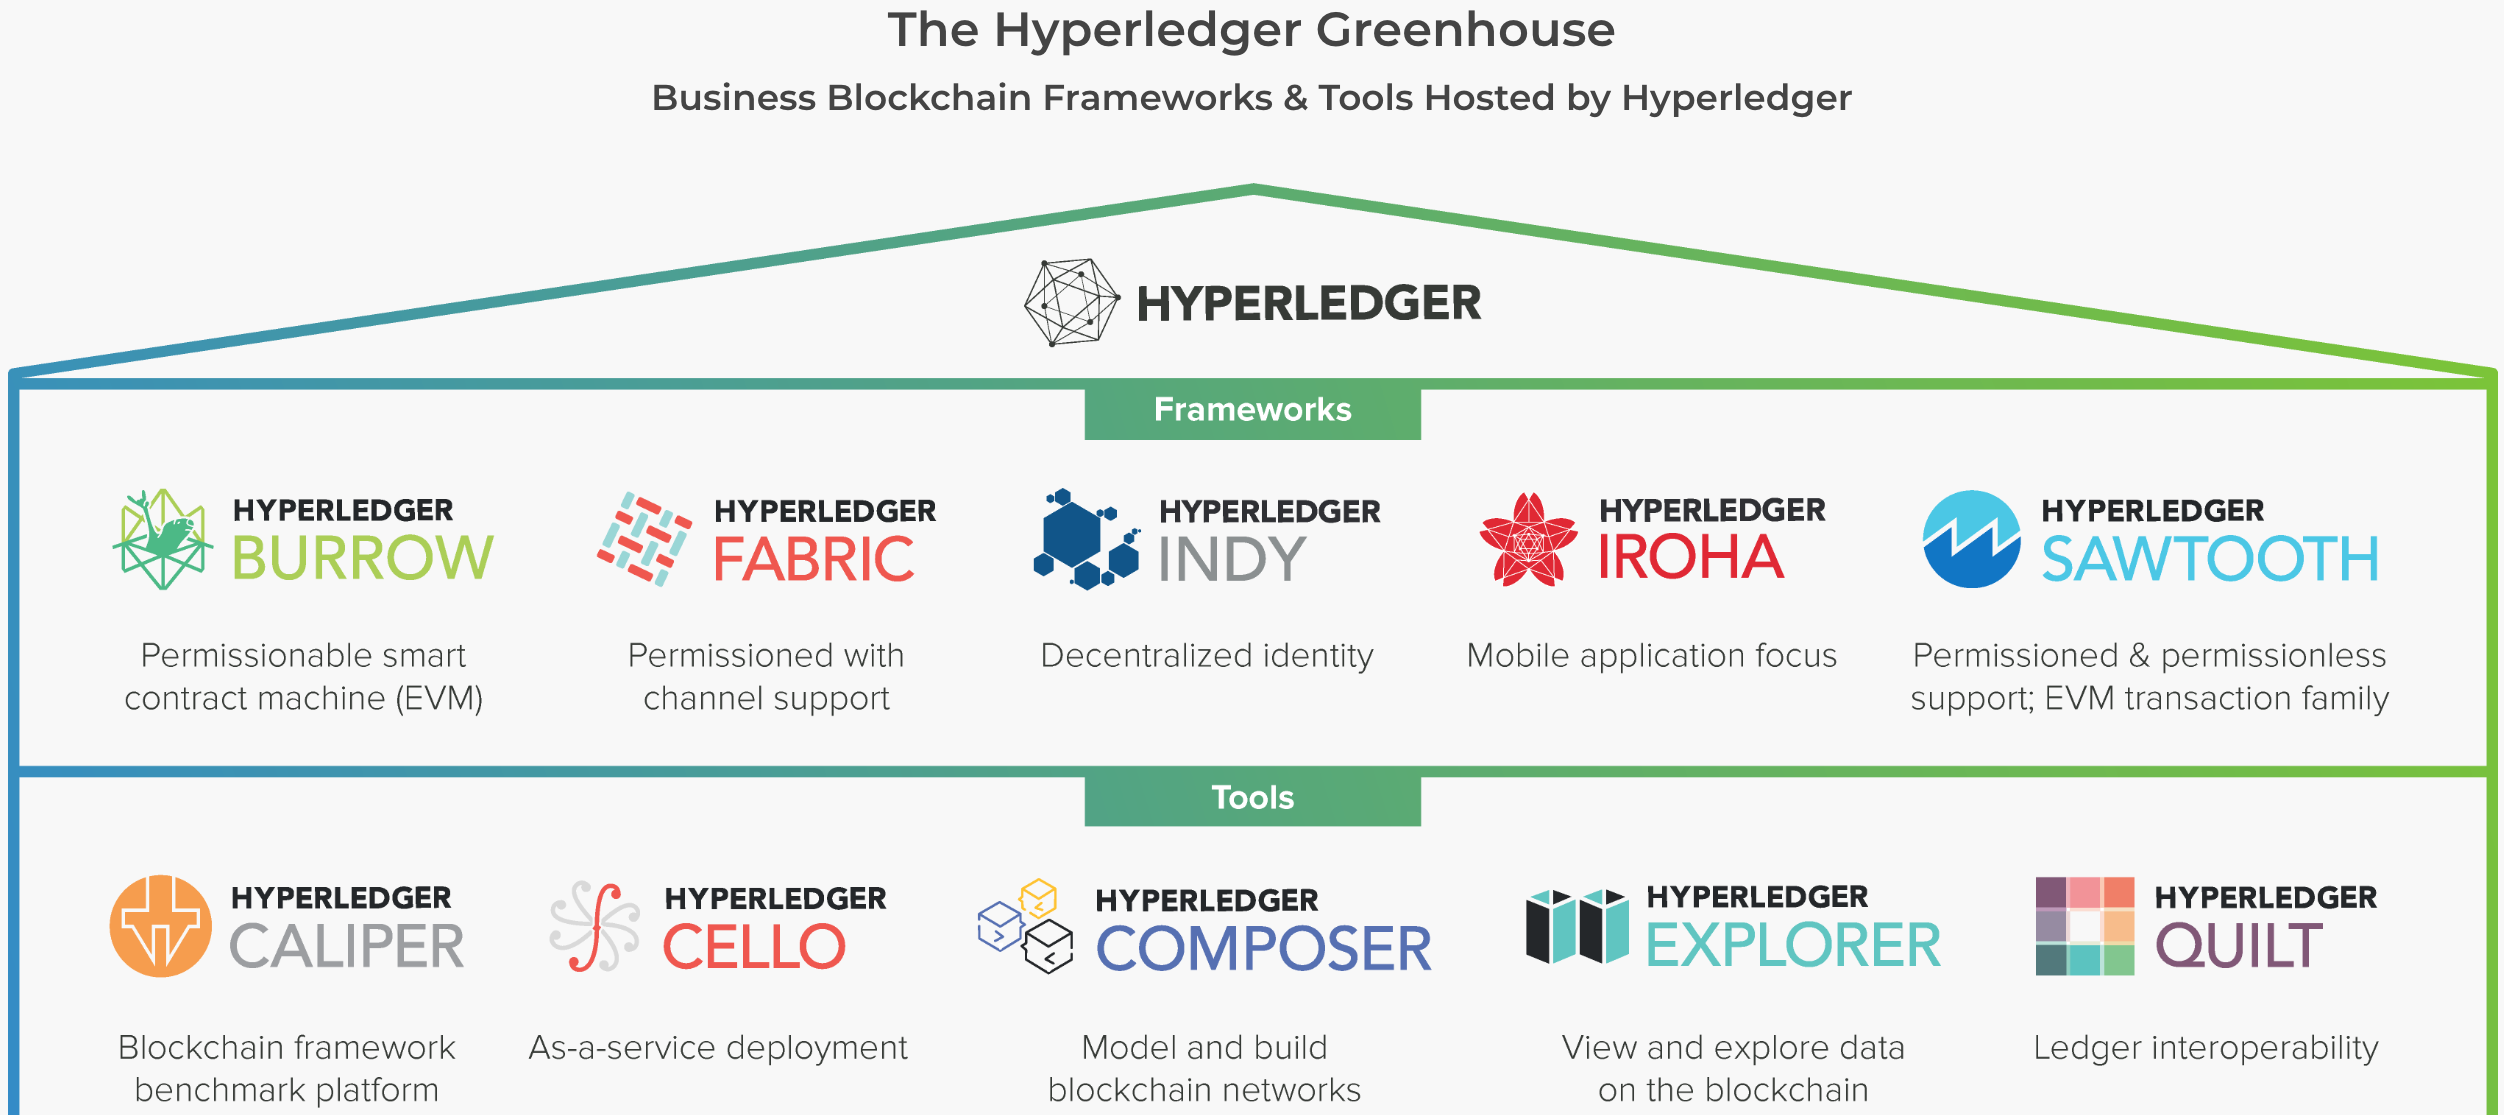 The Hyperledger Greenhouse
Business Blockchain Frameworks & Tools Hosted by Hyperledger
HYPERLEDGER
Frameworks
HYPERLEDGER
BURROW
Permissionable smart
contract machine (EVM)
HYPERLEDGER
FABRIC
Permissioned with
channel support
HYPERLEDGER
INDY
Decentralized identity
HYPERLEDGER
IROHA
Mobile application focus
HYPERLEDGER
SAWTOOTH
Permissioned & permissionless
support; EVM transaction family
Tools
HYPERLEDGER
CALIPER
Blockchain framework
benchmark platform
HYPERLEDGER
CELLO
As-a-service deployment
HYPERLEDGER
COMPOSER
Model and build
blockchain networks
HYPERLEDGER
EXPLORER
View and explore data
on the blockchain
HYPERLEDGER
QUILT
Ledger interoperability